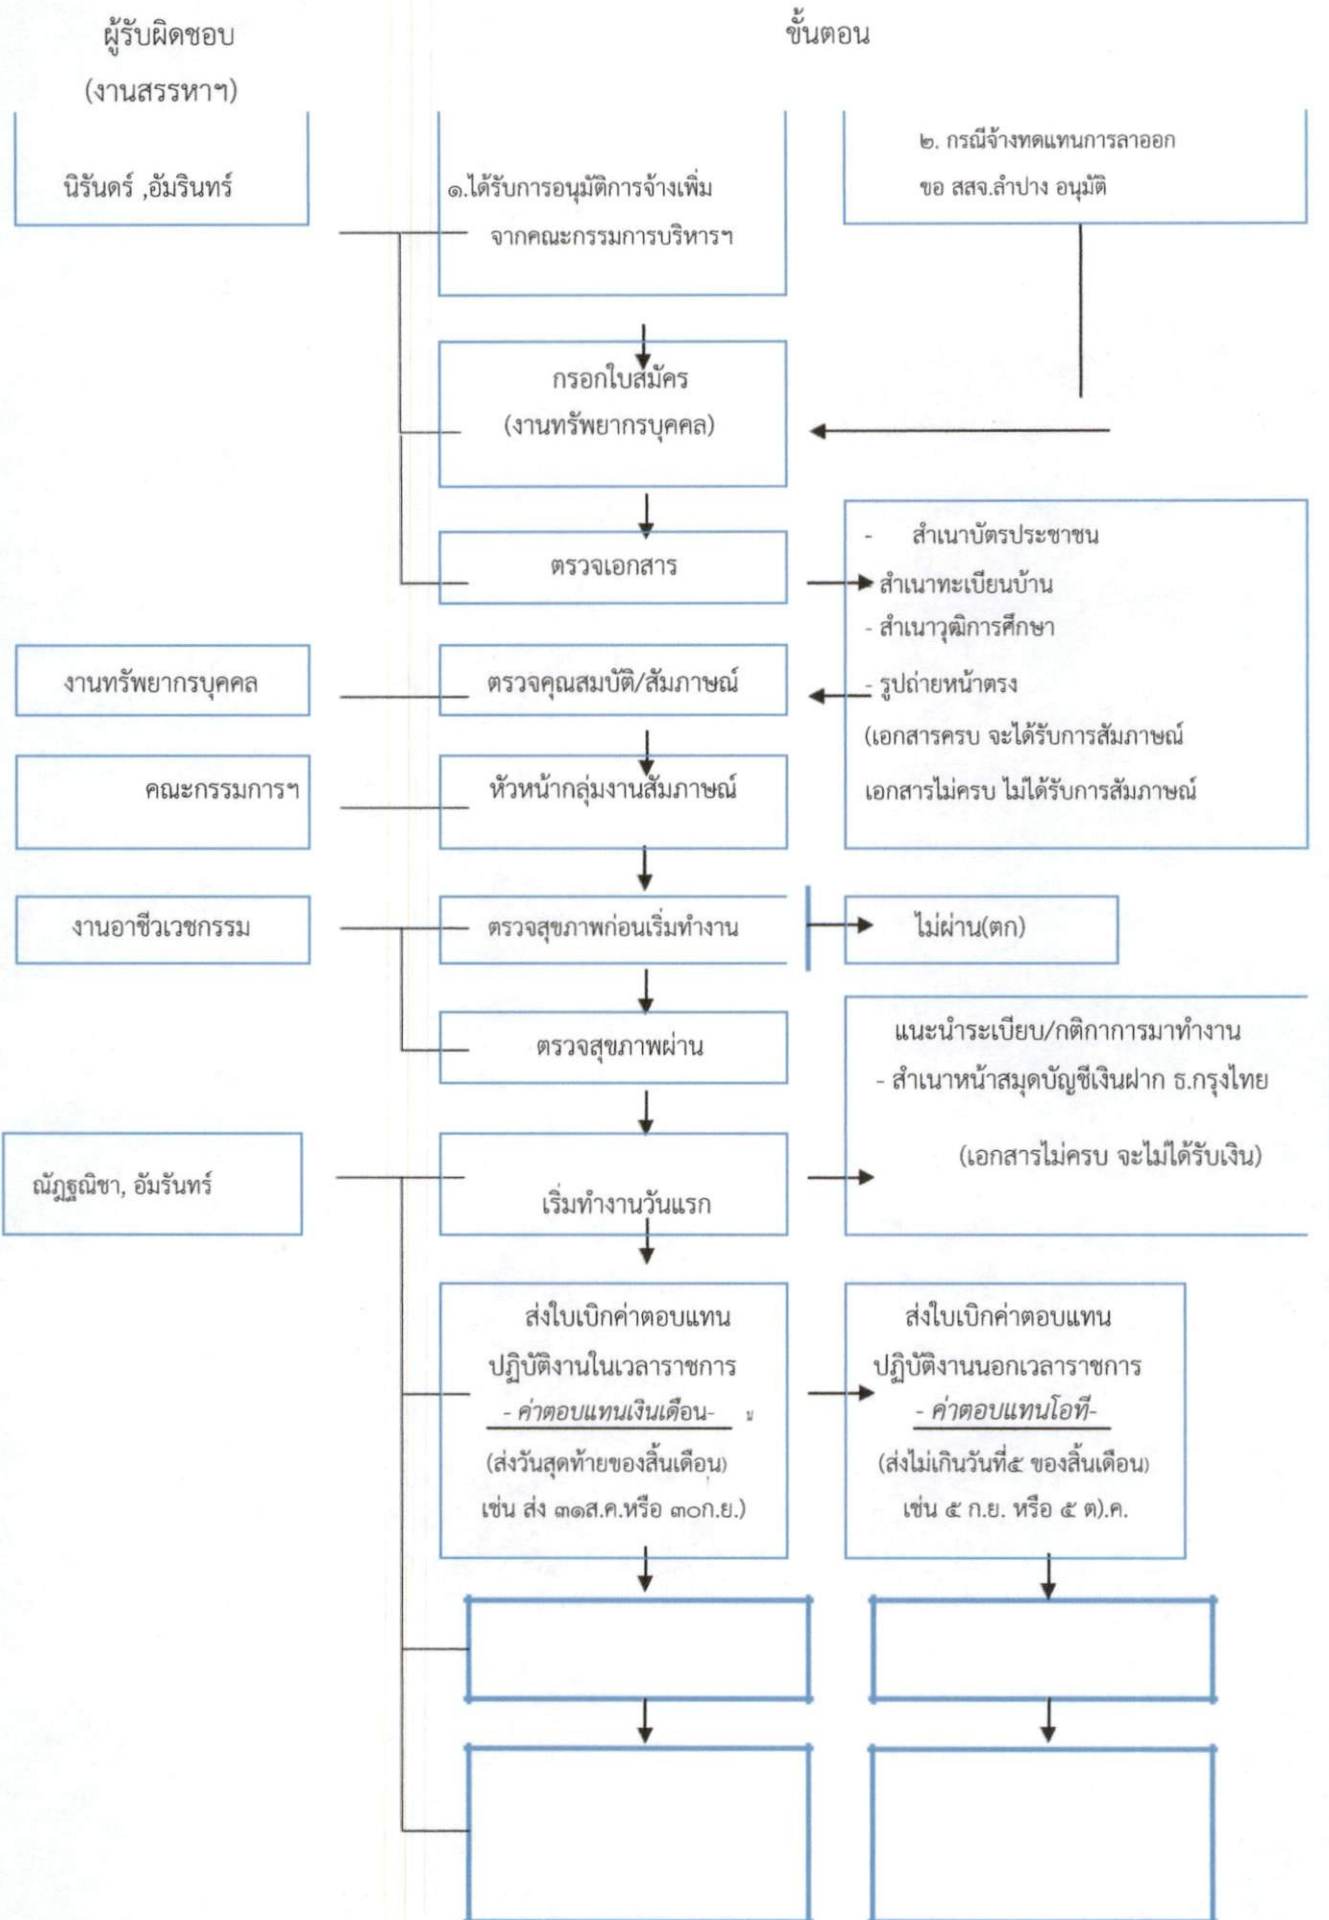 ผู้รับผิดชอบ
ขั้นตอน
(งานสรรหาฯ)
นิรันดร์ ,อัมรินทร์
๑.ได้รับการอนุมัติการจ้างเพิ่ม
จากคณะกรรมการบริหารฯ
๒. กรณีจ้างทดแทนการลาออก
ขอ สสจ.ลำปาง อนุมัติ
กรอกใบสมัคร
(งานทรัพยากรบุคคล)
ตรวจเอกสาร
- สำเนาบัตรประชาชน
- สำเนาทะเบียนบ้าน
- สำเนาวุฒิการศึกษา
- รูปถ่ายหน้าตรง
(เอกสารครบ จะได้รับการสัมภาษณ์
เอกสารไม่ครบ ไม่ได้รับการสัมภาษณ์
งานทรัพยากรบุคคล
ตรวจคุณสมบัติ/สัมภาษณ์
คณะกรรมการฯ
หัวหน้ากลุ่มงานสัมภาษณ์
งานอาชีวเวชกรรม
ตรวจสุขภาพก่อนเริ่มทำงาน
ไม่ผ่าน(ตก)
ตรวจสุขภาพผ่าน
แนะนำระเบียบ/กติกาการมาทำงาน
- สำเนาหน้าสมุดบัญชีเงินฝาก ธ.กรุงไทย
(เอกสารไม่ครบ จะไม่ได้รับเงิน)
ณัฏฐณิชา, อัมรันทร์
เริ่มทำงานวันแรก
ส่งใบเบิกค่าตอบแทน
ปฏิบัติงานในเวลาราชการ
- ค่าตอบแทนเงินเดือน-
(ส่งวันสุดท้ายของสิ้นเดือน)
เช่น ส่ง ๓๑ส.ค.หรือ ๓๐ก.ย.)
ส่งใบเบิกค่าตอบแทน
ปฏิบัติงานนอกเวลาราชการ
- ค่าตอบแทนโอที-
(ส่งไม่เกินวันที่๕ ของสิ้นเดือน)
เช่น ๕ ก.ย. หรือ ๕ ต).ค.